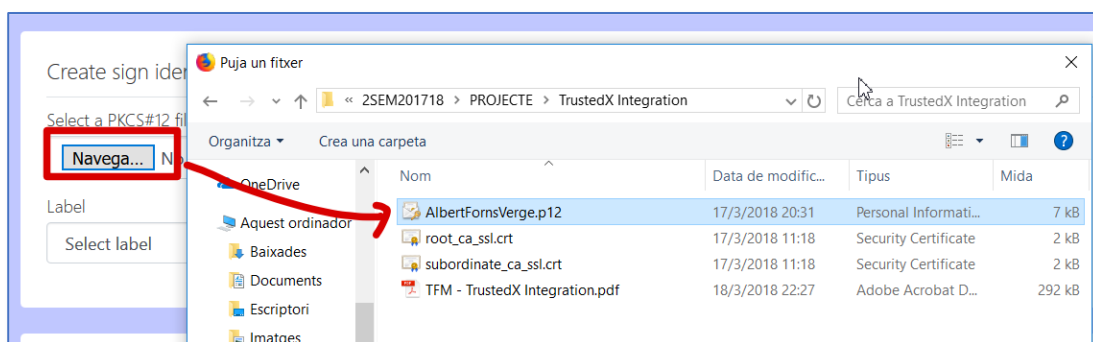 Create sign iden
Select a PKCS#12 fil
Navega... No
Label
Select label
Puja un fitxer
« 2SEM201718 > PROJECTE > TrustedX Integration
Cerca a TrustedX Integration
Organitza
Crea una carpeta
OneDrive
Aquest ordinador
Baixades
Documents
Escriptori
Imatges
Nom Data de modific... Tipus Mida
AlbertFornsVerge.p12 17/3/2018 20:31 Personal Informati... 7 kB
root_ca_ssl.crt 17/3/2018 11:18 Security Certificate 2 kB
subordinate_ca_ssl.crt 17/3/2018 11:18 Security Certificate 2 kB
TFM - TrustedX Integration.pdf 18/3/2018 22:27 Adobe Acrobat D... 292 kB